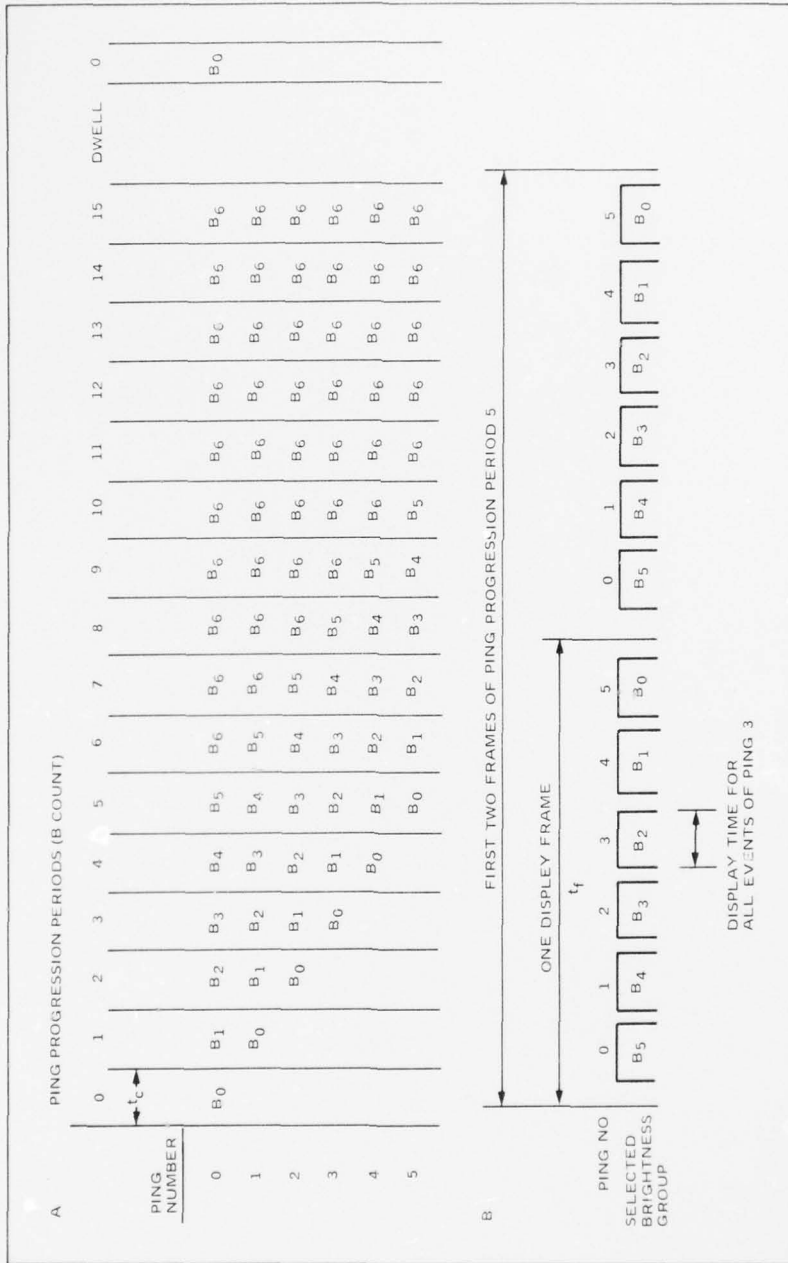 A
PING PROGRESSION PERIODS (B COUNT)
0 1 2 3 4 5 6 7 8 9 10 11 12 13 14 15 DWELL 0
t_c
PING
NUMBER
0 B0 B1 B2 B3 B4 B5 B6 B6 B6 B6 B6 B6 B6 B6 B6 B6 B0
1 B0 B1 B2 B3 B4 B5 B6 B6 B6 B6 B6 B6 B6 B6 B6
2 B0 B1 B2 B3 B4 B5 B6 B6 B6 B6 B6 B6 B6 B6
3 B0 B1 B2 B3 B4 B5 B6 B6 B6 B6 B6 B6 B6
4 B0 B1 B2 B3 B4 B5 B6 B6 B6 B6 B6 B6
5 B0 B1 B2 B3 B4 B5 B6 B6 B6 B6 B6
B
FIRST TWO FRAMES OF PING PROGRESSION PERIOD 5
ONE DISPLEY FRAME
t_f
PING NO 0 1 2 3 4 5 0 1 2 3 4 5
SELECTED
BRIGHTNESS
GROUP
B5 B4 B3 B2 B1 B0 B5 B4 B3 B2 B1 B0
DISPLAY TIME FOR
ALL EVENTS OF PING 3